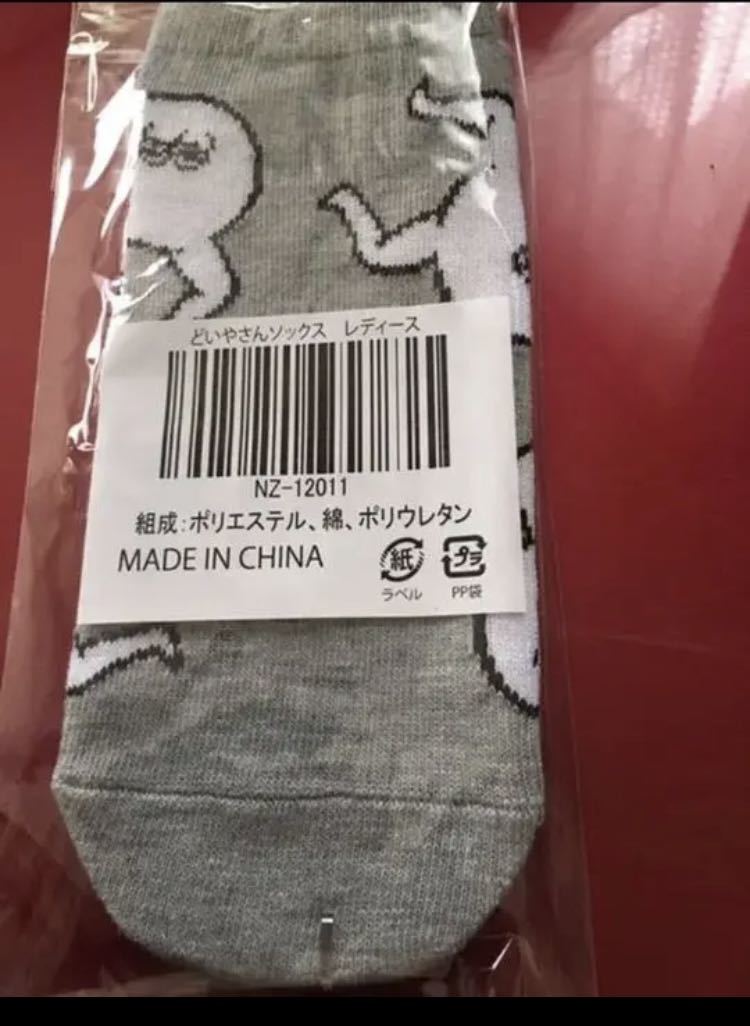 どいやさんソックス レディース
NZ-12011
組成:ポリエステル、綿、ポリウレタン
MADE IN CHINA
紙 プラ
ラベル PP袋